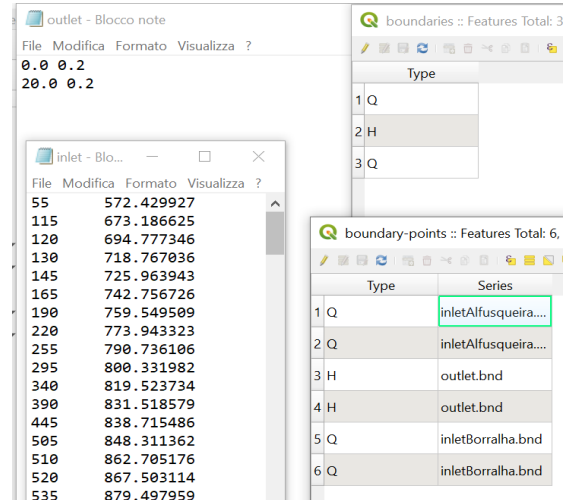 outlet - Blocco note
File Modifica Formato Visualizza ?
0.0 0.2
20.0 0.2
boundaries :: Features Total: 3
Type
1 Q
2 H
3 Q
inlet - Blo...
File Modifica Formato Visualizza ?
55 572.429927
115 673.186625
120 694.777346
130 718.767036
145 725.963943
165 742.756726
190 759.549509
220 773.943323
255 790.736106
295 800.331982
340 819.523734
390 831.518579
445 838.715486
505 848.311362
510 862.705176
520 867.503114
535 879.497959
boundary-points :: Features Total: 6,
Type Series
1 Q inletAlfusqueira....
2 Q inletAlfusqueira....
3 H outlet.bnd
4 H outlet.bnd
5 Q inletBorralha.bnd
6 Q inletBorralha.bnd